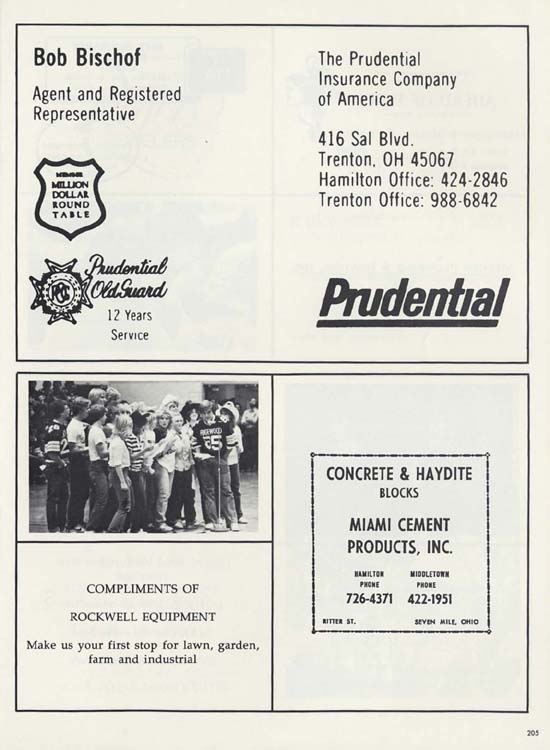 Bob Bischof
Agent and Registered
Representative
MEMBER
MILLION
DOLLAR
ROUND
TABLE
Prudential
Old Guard
12 Years
Service
The Prudential
Insurance Company
of America
416 Sal Blvd.
Trenton, OH 45067
Hamilton Office: 424-2846
Trenton Office: 988-6842
Prudential
EDGEWOOD
35
COMPLIMENTS OF
ROCKWELL EQUIPMENT
Make us your first stop for lawn, garden,
farm and industrial
CONCRETE & HAYDITE
BLOCKS
MIAMI CEMENT
PRODUCTS, INC.
HAMILTON MIDDLETOWN
PHONE PHONE
726-4371 422-1951
RITTER ST. SEVEN MILE, OHIO
205